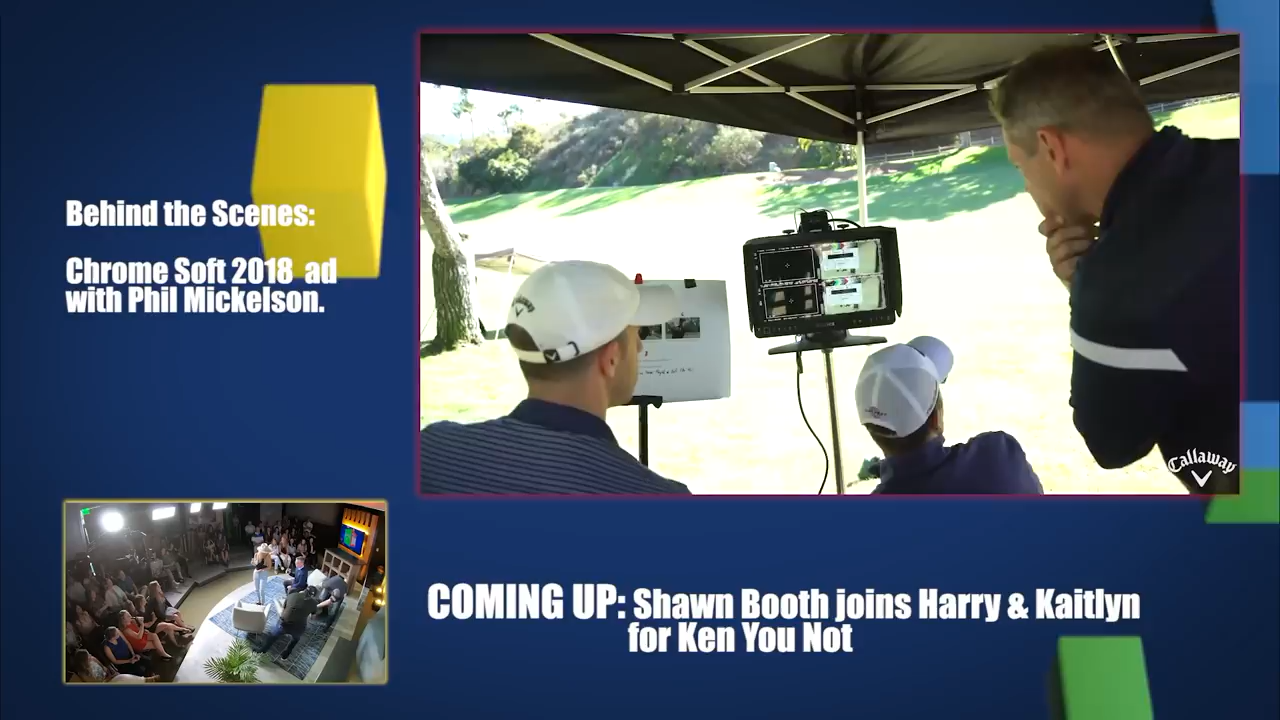 Behind the Scenes:
Chrome Soft 2018 ad
with Phil Mickelson.
Callaway
COMING UP: Shawn Booth joins Harry & Kaitlyn
for Ken You Not